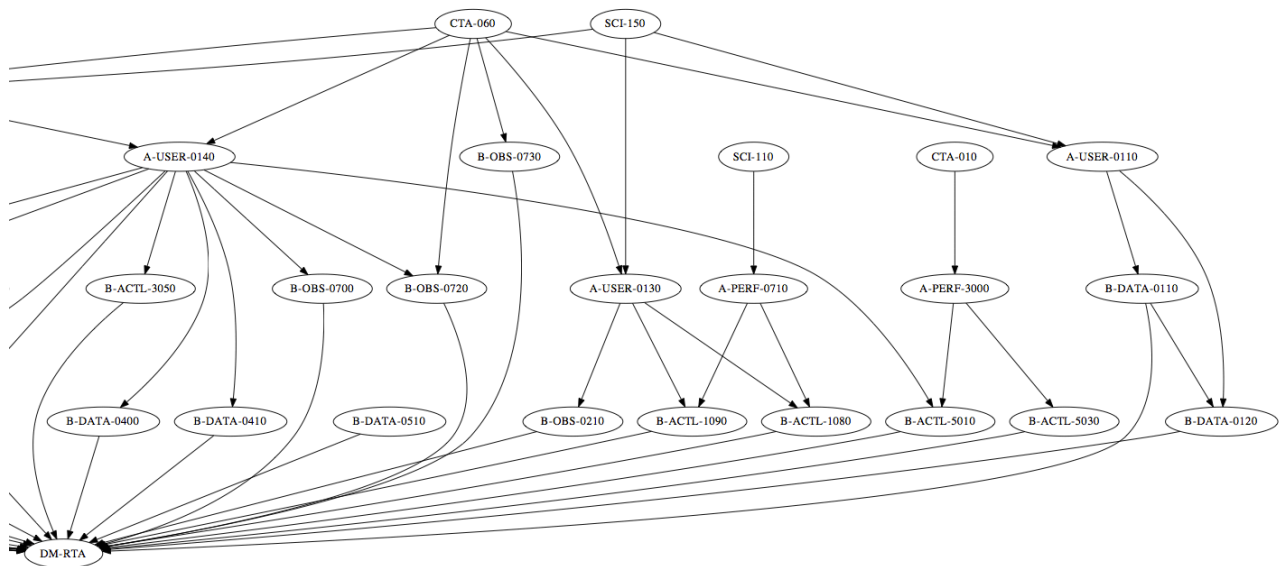 CTA-060
SCI-150
A-USER-0140
B-OBS-0730
SCI-110
CTA-010
A-USER-0110
B-ACTL-3050
B-OBS-0700
B-OBS-0720
A-USER-0130
A-PERF-0710
A-PERF-3000
B-DATA-0110
B-DATA-0400
B-DATA-0410
B-DATA-0510
B-OBS-0210
B-ACTL-1090
B-ACTL-1080
B-ACTL-5010
B-ACTL-5030
B-DATA-0120
DM-RTA